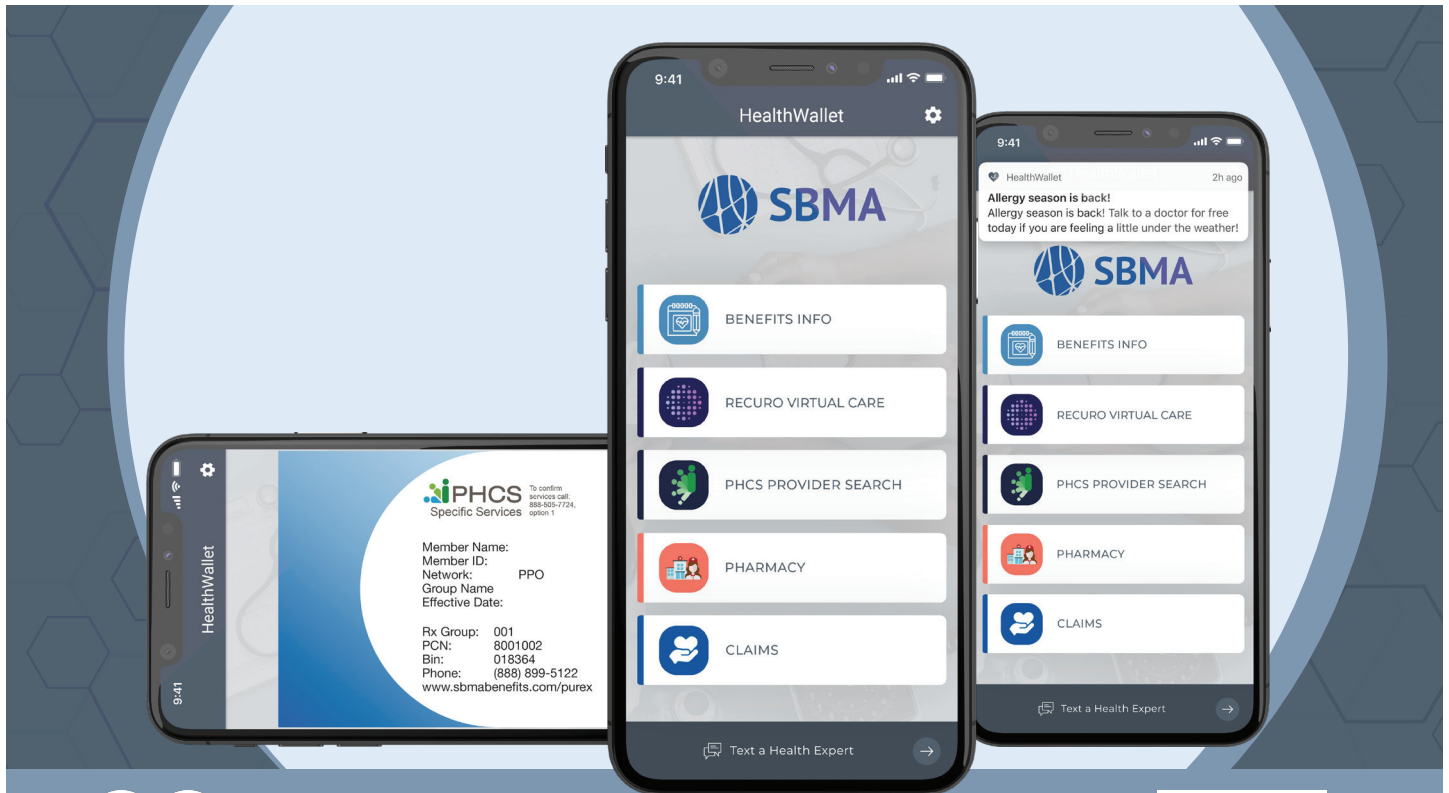 9:41
HealthWallet
PHCS
Specific Services
To confirm
services call:
888-505-7724,
option 1
Member Name:
Member ID:
Network: PPO
Group Name
Effective Date:
Rx Group: 001
PCN: 8001002
Bin: 018364
Phone: (888) 899-5122
www.sbmabenefits.com/purex
9:41
HealthWallet
SBMA
BENEFITS INFO
RECURO VIRTUAL CARE
PHCS PROVIDER SEARCH
PHARMACY
CLAIMS
Text a Health Expert
9:41
HealthWallet 2h ago
Allergy season is back!
Allergy season is back! Talk to a doctor for free
today if you are feeling a little under the weather!
SBMA
BENEFITS INFO
RECURO VIRTUAL CARE
PHCS PROVIDER SEARCH
PHARMACY
CLAIMS
Text a Health Expert